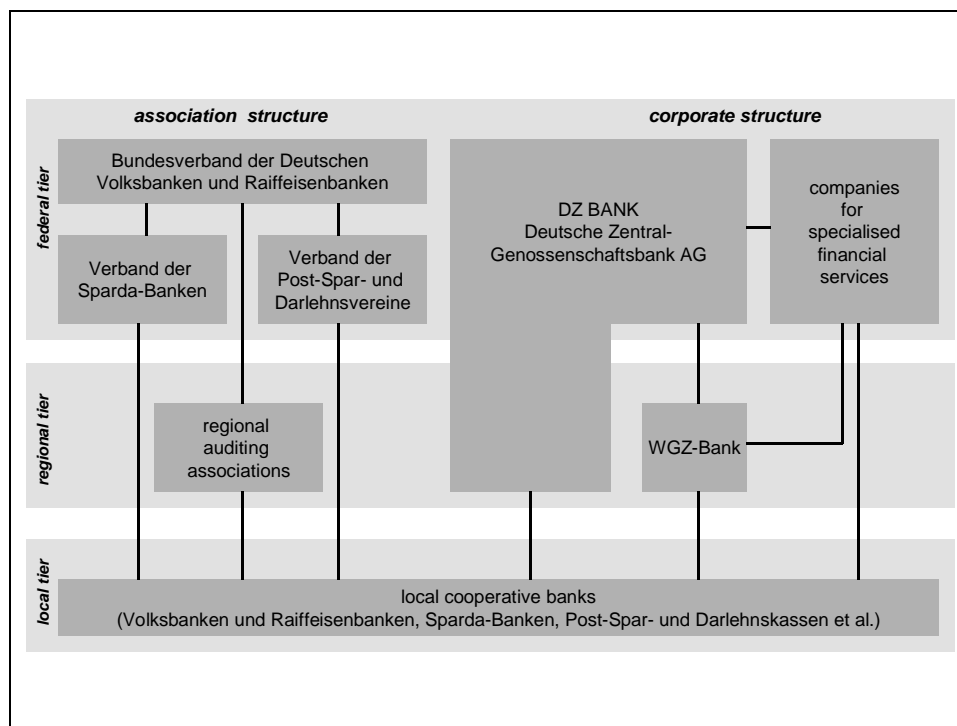 association structure
corporate structure
federal tier
Bundesverband der Deutschen
Volksbanken und Raiffeisenbanken
DZ BANK
Deutsche Zentral-
Genossenschaftsbank AG
companies
for
specialised
financial
services
Verband der
Sparda-Banken
Verband der
Post-Spar- und
Darlehnsvereine
regional tier
regional
auditing
associations
WGZ-Bank
local tier
local cooperative banks
(Volksbanken und Raiffeisenbanken, Sparda-Banken, Post-Spar- und Darlehnskassen et al.)